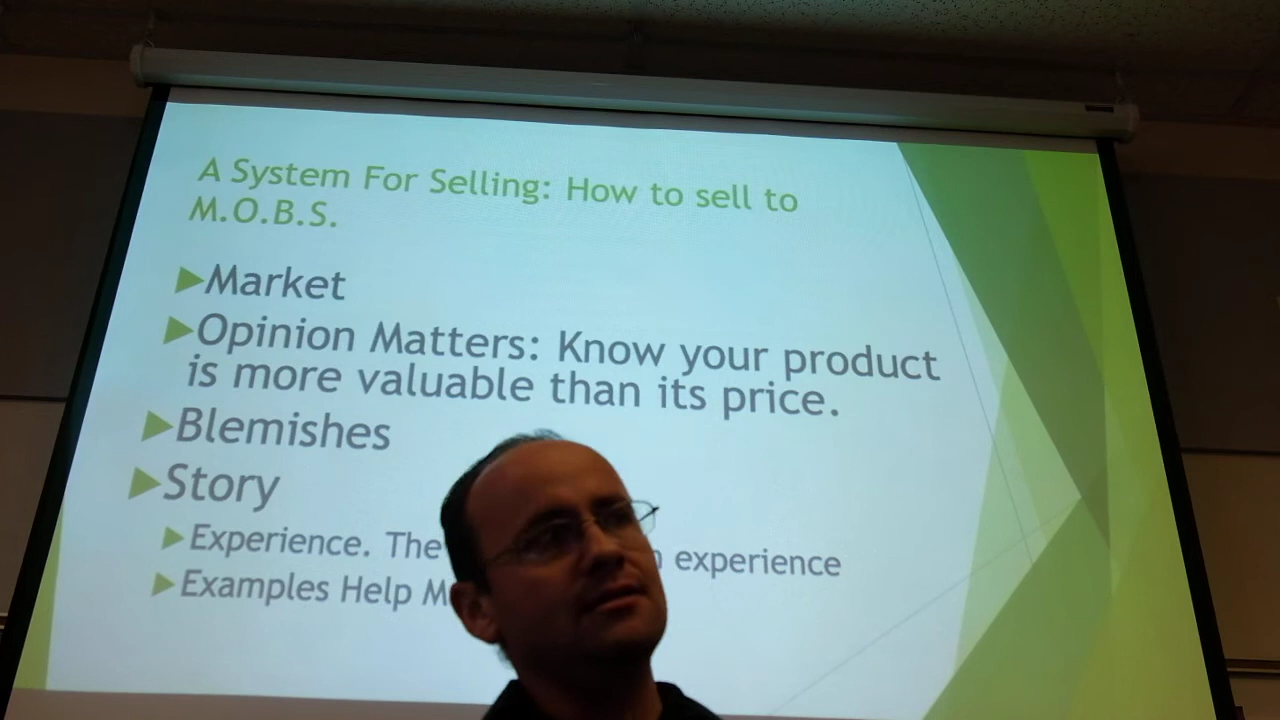 A System For Selling: How to sell to
M.O.B.S.
Market
Opinion Matters: Know your product
is more valuable than its price.
Blemishes
Story
Experience. The experience
Examples Help